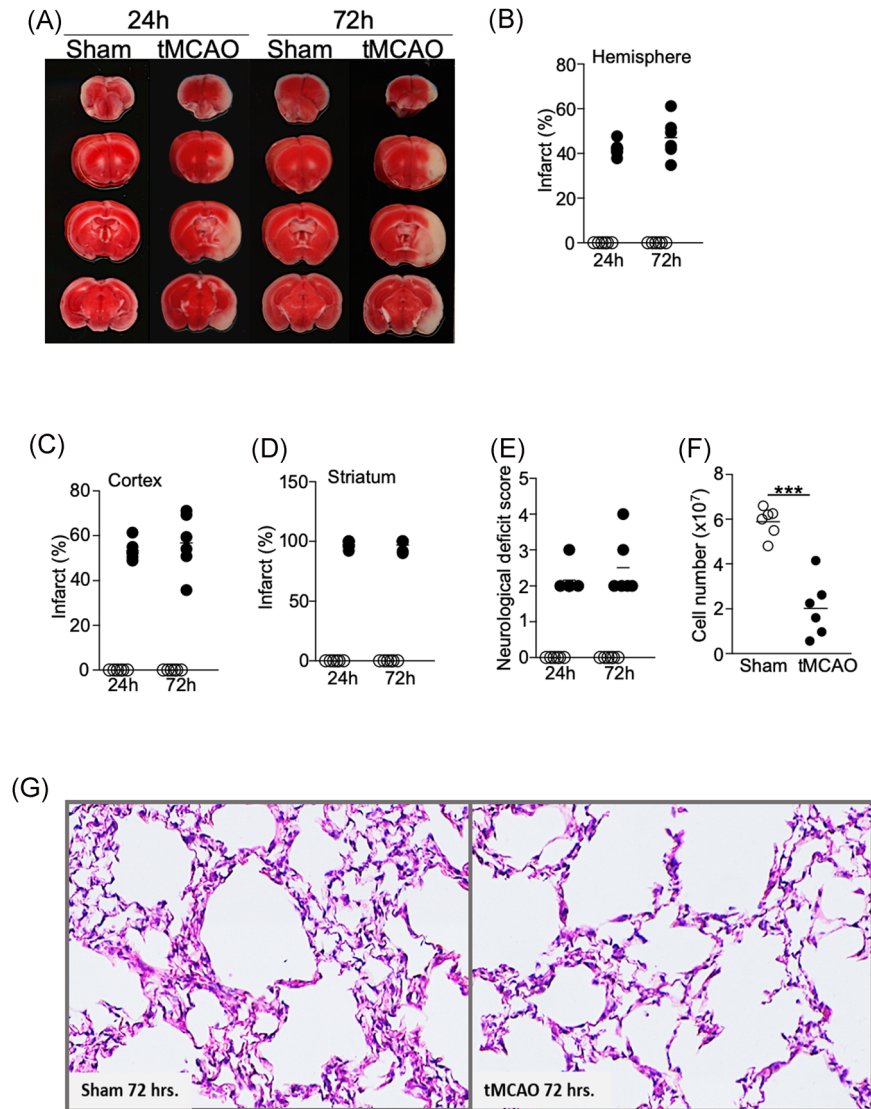 (A)
24h 72h
Sham tMCAO Sham tMCAO
(B)
Hemisphere
Infarct (%)
80
60
40
20
0
24h 72h
(C)
Cortex
Infarct (%)
80
60
40
20
0
24h 72h
(D)
Striatum
Infarct (%)
150
100
50
0
24h 72h
(E)
Neurological deficit score
5
4
3
2
1
0
24h 72h
(F)
Cell number (x10⁷)
8
6
4
2
0
***
Sham tMCAO
(G)
Sham 72 hrs.
tMCAO 72 hrs.